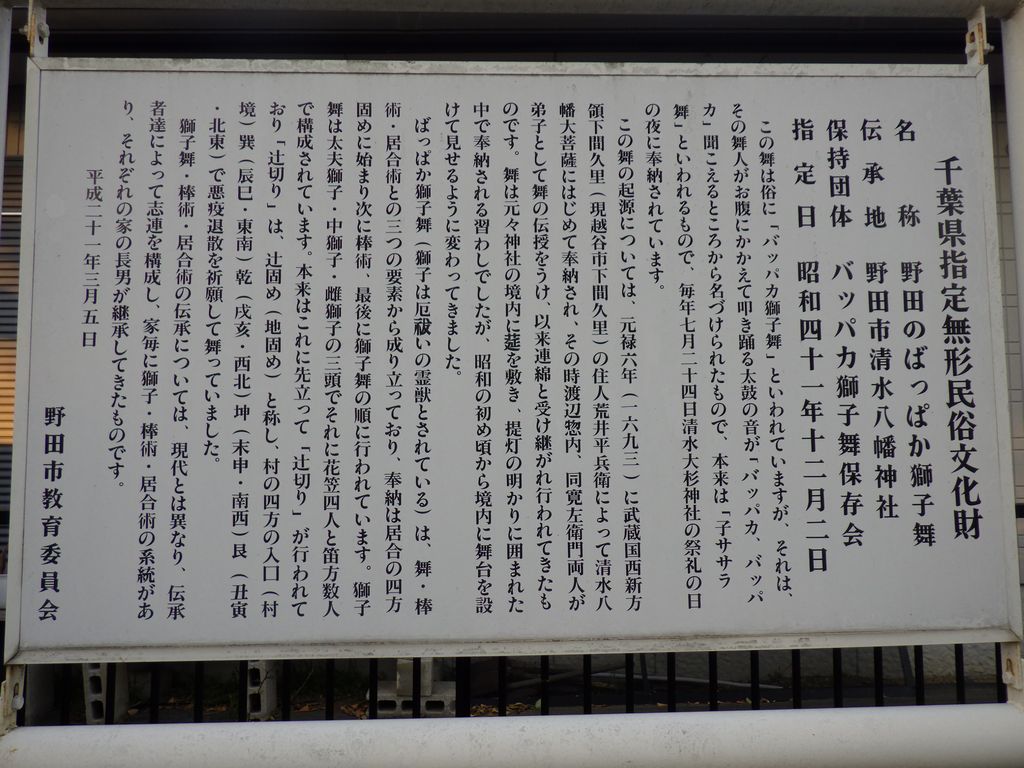 千葉県指定無形民俗文化財
名称 野田のばっぱか獅子舞
伝承地 野田市清水八幡神社
保持団体 バッパカ獅子舞保存会
指定日 昭和四十一年十二月二日
この舞は俗に「バッパカ獅子舞」といわれていますが、それは、
その舞人がお腹にかかえて叩き踊る太鼓の音が「バッパカ、バッパ
カ」聞こえるところから名づけられたもので、本来は「子ササラ
舞」といわれるもので、毎年七月二十四日清水大杉神社の祭礼の日
の夜に奉納されています。
この舞の起源については、元禄六年（一六九三）に武蔵国西新方
領下間久里（現越谷市下間久里）の住人荒井平兵衛によって清水八
幡大菩薩にはじめて奉納され、その時渡辺惣内、同寛左衛門両人が
弟子として舞の伝授をうけ、以来連綿と受け継がれ行われてきたも
のです。舞は元々神社の境内に莚を敷き、提灯の明かりに囲まれた
中で奉納される習わしでしたが、昭和の初め頃から境内に舞台を設
けて見せるように変わってきました。
ばっぱか獅子舞（獅子は厄祓いの霊獣とされている）は、舞・棒
術・居合術との三つの要素から成り立っており、奉納は居合の四方
固めに始まり次に棒術、最後に獅子舞の順に行われています。獅子
舞は太夫獅子・中獅子・雌獅子の三頭でそれに花笠四人と笛方数人
で構成されています。本来はこれに先立って「辻切り」が行われて
おり「辻切り」は、辻固め（地固め）と称し、村の四方の入口（村
境）巽（辰巳・東南）乾（戌亥・西北）坤（末申・南西）艮（丑寅
・北東）で悪疫退散を祈願して舞っていました。
獅子舞・棒術・居合術の伝承については、現代とは異なり、伝承
者達によって志連を構成し、家毎に獅子・棒術・居合術の系統があ
り、それぞれの家の長男が継承してきたものです。
平成二十一年三月五日
野田市教育委員会